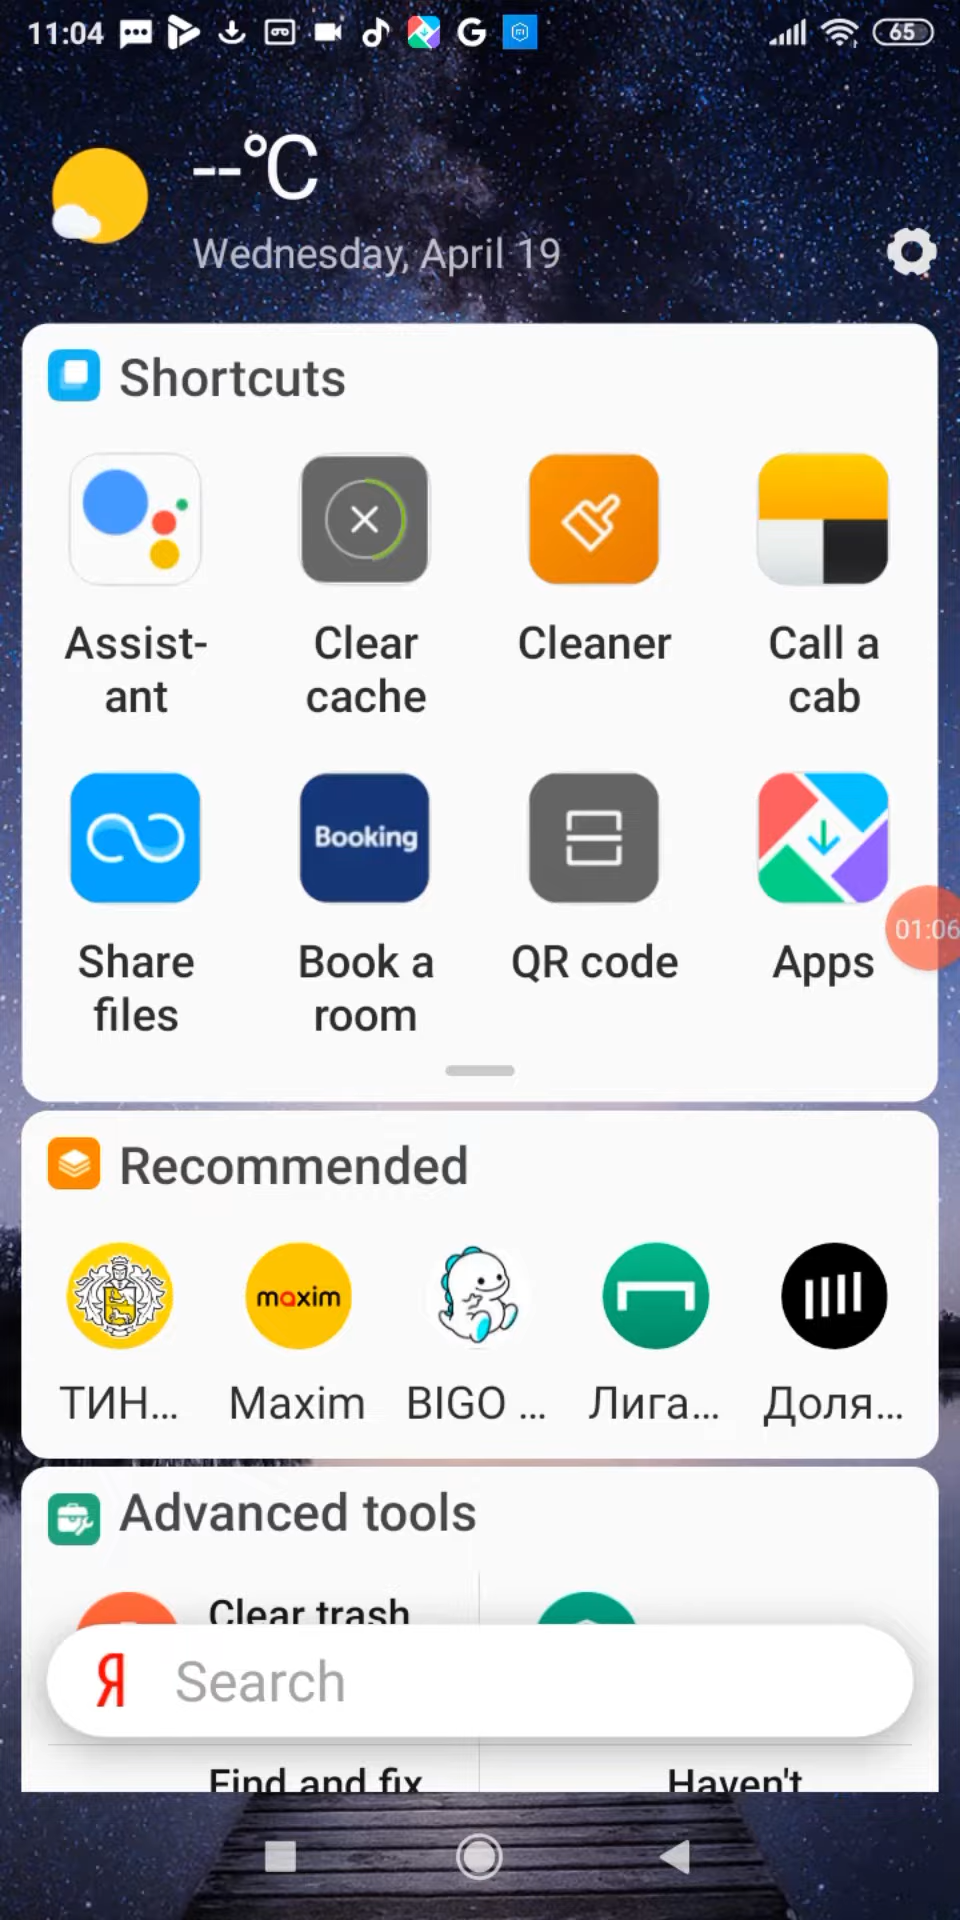 11:04
65
--°C
Wednesday, April 19
Shortcuts
Assist-
ant
Clear
cache
Cleaner
Call a
cab
Booking
Share
files
Book a
room
QR code
Apps
01:06
Recommended
maxim
ТИН...
Maxim
BIGO ...
Лига...
Доля...
Advanced tools
Clear trash
Я Search
Find and fix
Haven't